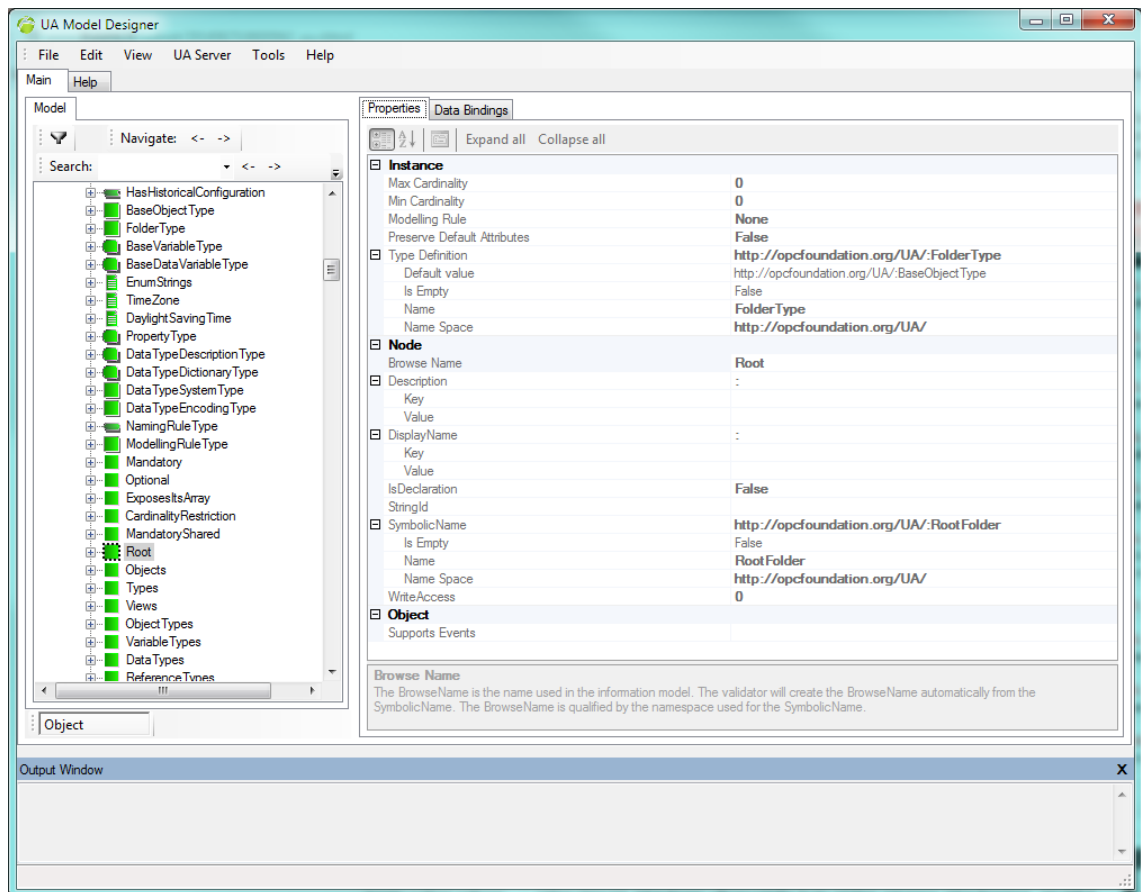 UA Model Designer
File Edit View UA Server Tools Help
Main Help
Model
Navigate: <- ->
Search: <- ->
HasHistoricalConfiguration
BaseObjectType
FolderType
BaseVariableType
BaseDataVariableType
EnumStrings
TimeZone
DaylightSavingTime
PropertyType
DataTypeDescriptionType
DataTypeDictionaryType
DataTypeSystemType
DataTypeEncodingType
NamingRuleType
ModellingRuleType
Mandatory
Optional
ExposesItsArray
CardinalityRestriction
MandatoryShared
Root
Objects
Types
Views
ObjectTypes
VariableTypes
DataTypes
ReferenceTypes
Object
Properties Data Bindings
Expand all Collapse all
Instance
Max Cardinality 0
Min Cardinality 0
Modelling Rule None
Preserve Default Attributes False
Type Definition http://opcfoundation.org/UA/:FolderType
Default value http://opcfoundation.org/UA/:BaseObjectType
Is Empty False
Name FolderType
Name Space http://opcfoundation.org/UA/
Node
Browse Name Root
Description :
Key
Value
DisplayName :
Key
Value
IsDeclaration False
StringId
SymbolicName http://opcfoundation.org/UA/:RootFolder
Is Empty False
Name RootFolder
Name Space http://opcfoundation.org/UA/
WriteAccess 0
Object
Supports Events
Browse Name
The BrowseName is the name used in the information model. The validator will create the BrowseName automatically from the
SymbolicName. The BrowseName is qualified by the namespace used for the SymbolicName.
Output Window X